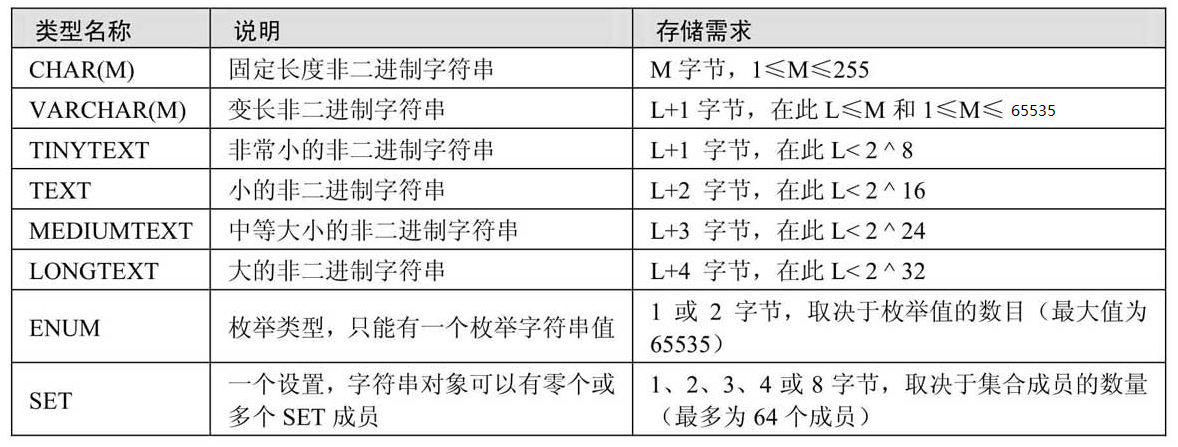 类型名称 说明 存储需求
CHAR(M) 固定长度非二进制字符串 M 字节，1≤M≤255
VARCHAR(M) 变长非二进制字符串 L+1 字节，在此 L≤M 和 1≤M≤ 65535
TINYTEXT 非常小的非二进制字符串 L+1 字节，在此 L< 2 ^ 8
TEXT 小的非二进制字符串 L+2 字节，在此 L< 2 ^ 16
MEDIUMTEXT 中等大小的非二进制字符串 L+3 字节，在此 L< 2 ^ 24
LONGTEXT 大的非二进制字符串 L+4 字节，在此 L< 2 ^ 32
ENUM 枚举类型，只能有一个枚举字符串值 1 或 2 字节，取决于枚举值的数目（最大值为
65535）
SET 一个设置，字符串对象可以有零个或
多个 SET 成员
1、2、3、4 或 8 字节，取决于集合成员的数量
（最多为 64 个成员）